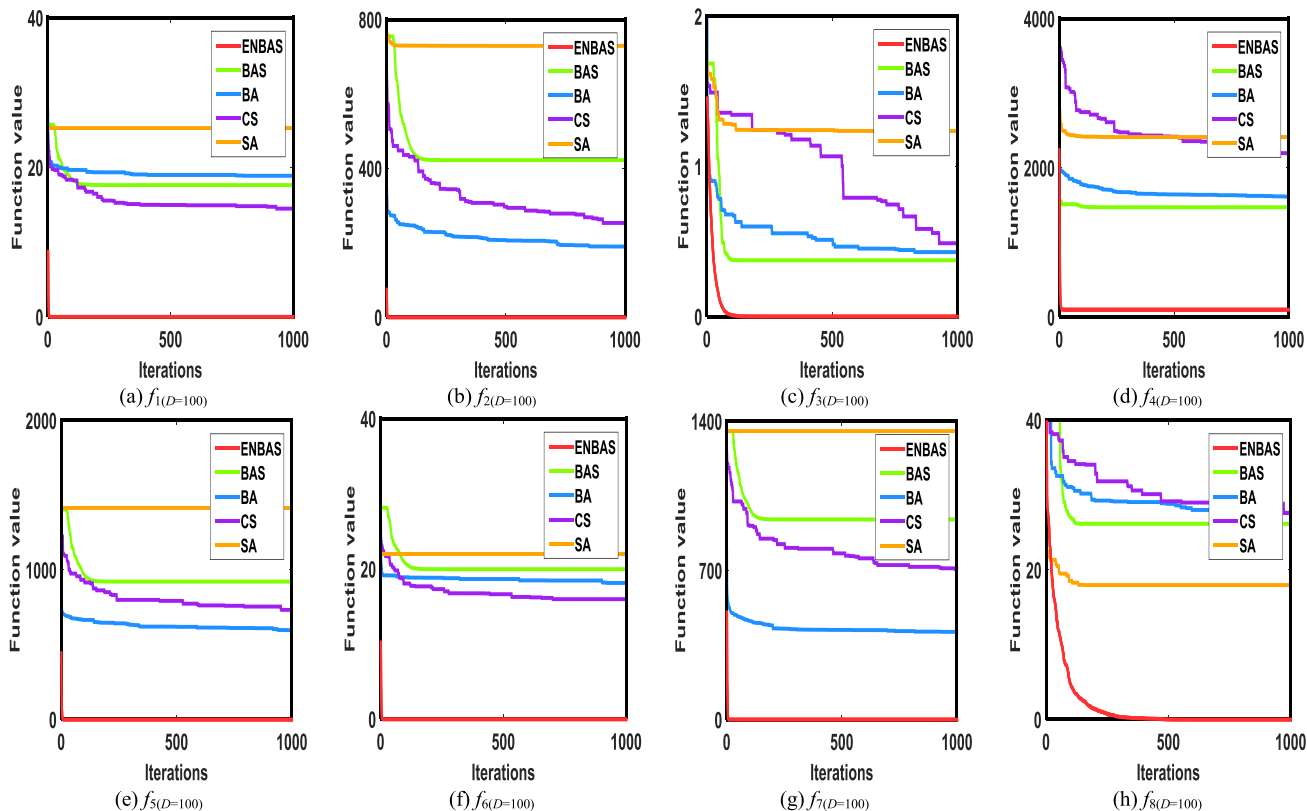 40
20
0
Function value
0 500 1000
Iterations
ENBAS
BAS
BA
CS
SA
(a) f1(D=100)
800
400
0
Function value
0 500 1000
Iterations
ENBAS
BAS
BA
CS
SA
(b) f2(D=100)
2
1
0
Function value
0 500 1000
Iterations
ENBAS
BAS
BA
CS
SA
(c) f3(D=100)
4000
2000
0
Function value
0 500 1000
Iterations
ENBAS
BAS
BA
CS
SA
(d) f4(D=100)
2000
1000
0
Function value
0 500 1000
Iterations
ENBAS
BAS
BA
CS
SA
(e) f5(D=100)
40
20
0
Function value
0 500 1000
Iterations
ENBAS
BAS
BA
CS
SA
(f) f6(D=100)
1400
700
0
Function value
0 500 1000
Iterations
ENBAS
BAS
BA
CS
SA
(g) f7(D=100)
40
20
0
Function value
0 500 1000
Iterations
ENBAS
BAS
BA
CS
SA
(h) f8(D=100)